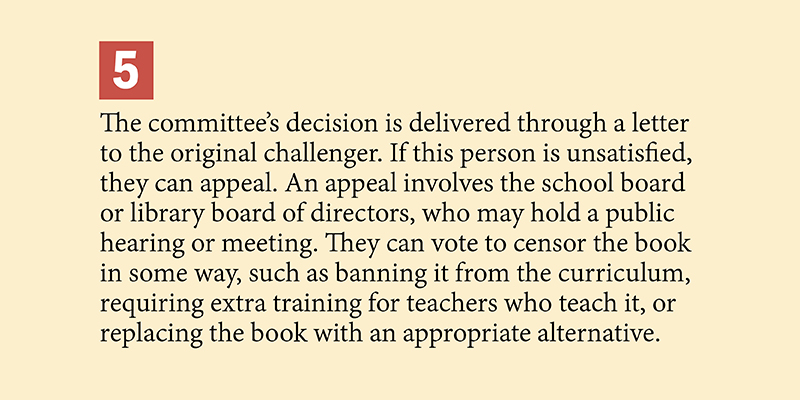 5
The committee’s decision is delivered through a letter
to the original challenger. If this person is unsatisfied,
they can appeal. An appeal involves the school board
or library board of directors, who may hold a public
hearing or meeting. They can vote to censor the book
in some way, such as banning it from the curriculum,
requiring extra training for teachers who teach it, or
replacing the book with an appropriate alternative.